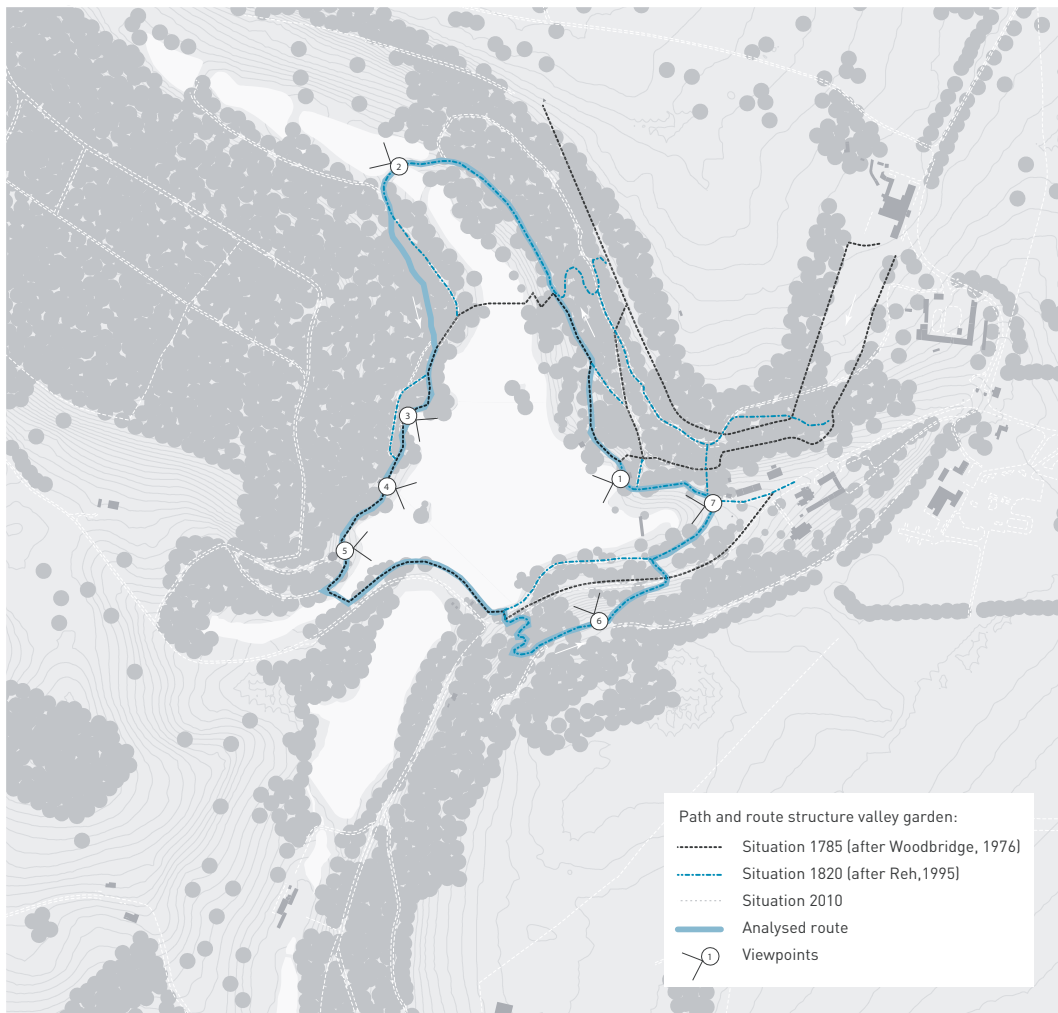 2
3
1
4
7
5
6
Path and route structure valley garden:
Situation 1785 (after Woodbridge, 1976)
Situation 1820 (after Reh,1995)
Situation 2010
Analysed route
1 Viewpoints